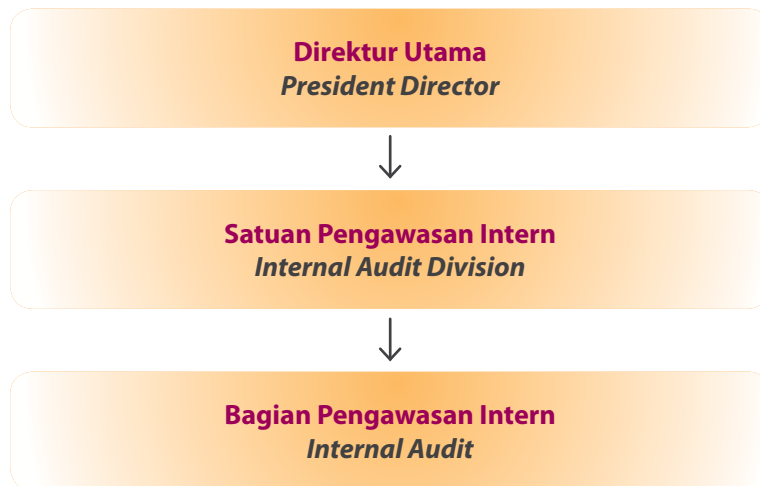 Direktur Utama
President Director
Satuan Pengawasan Intern
Internal Audit Division
Bagian Pengawasan Intern
Internal Audit